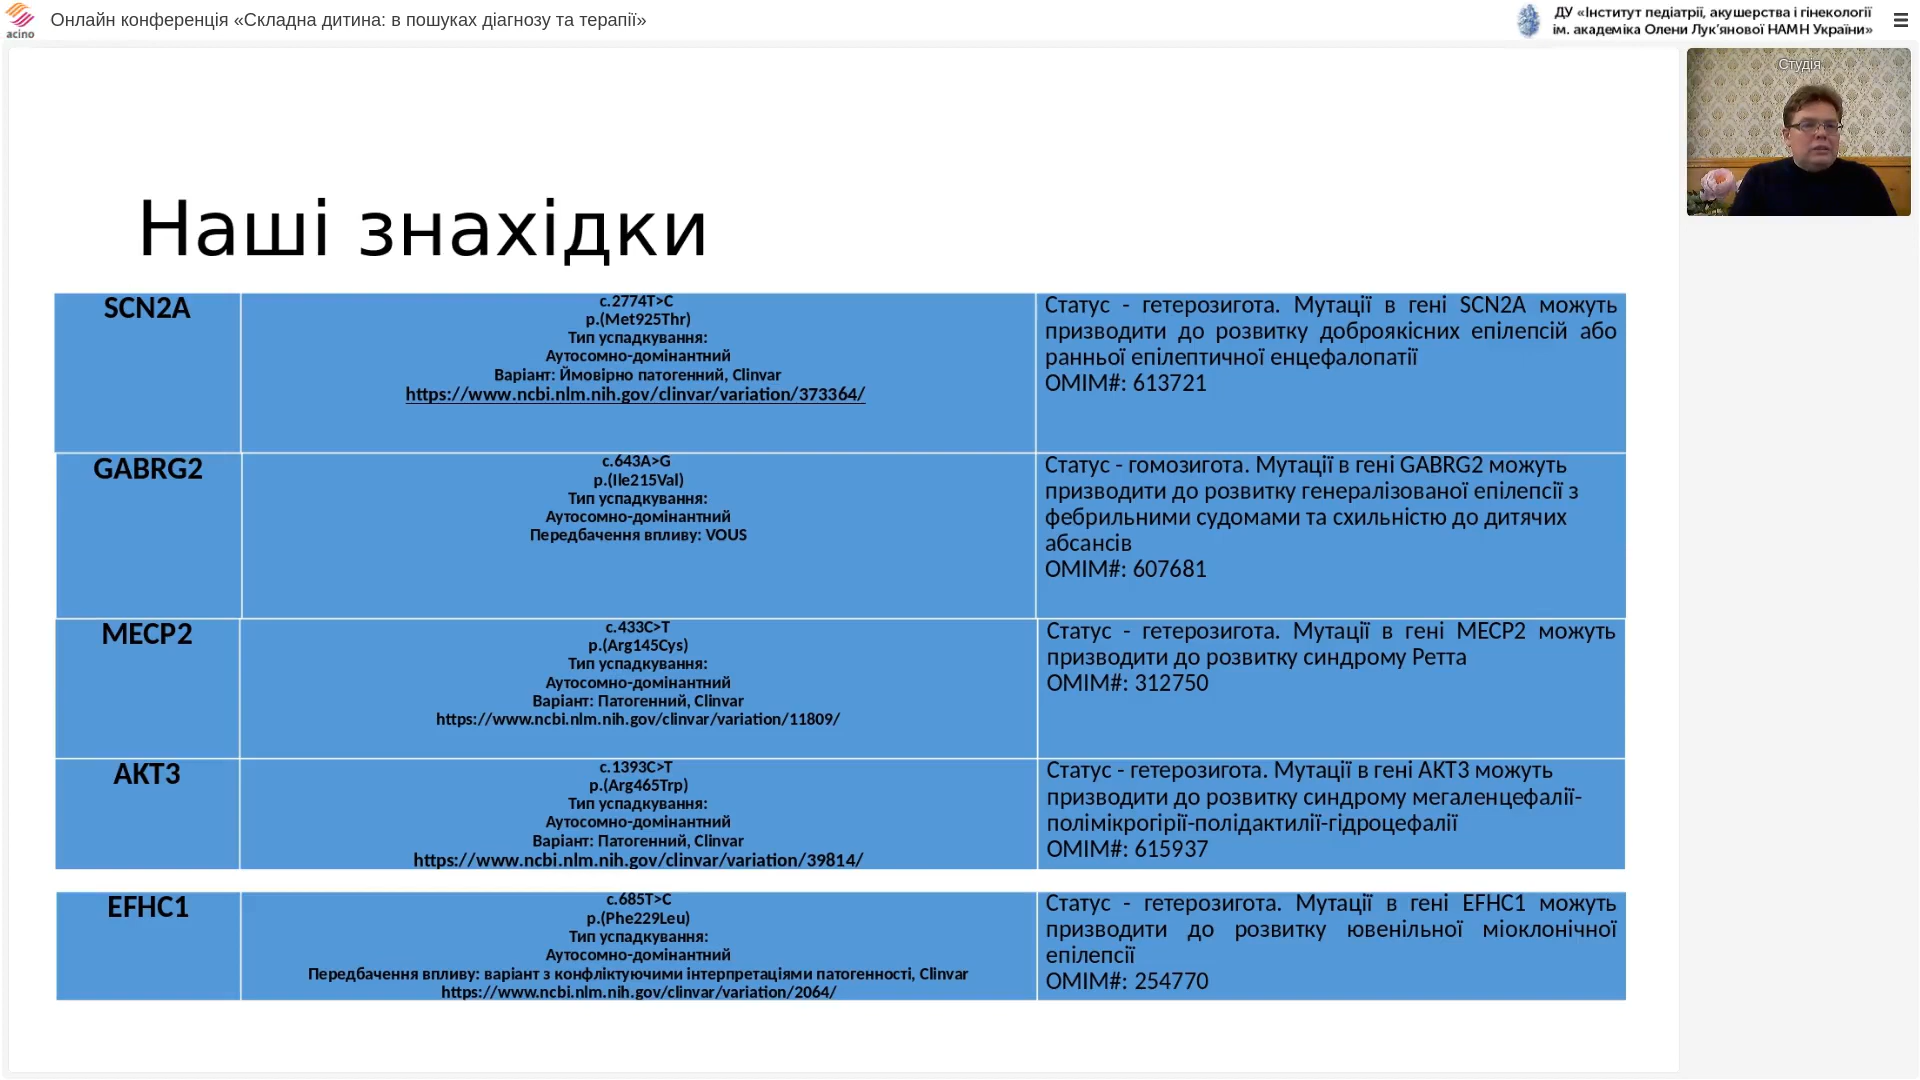 acino
Онлайн конференція «Складна дитина: в пошуках діагнозу та терапії»
ДУ «Інститут педіатрії, акушерства і гінекології
ім. академіка Олени Лук'янової НАМН України»
Студія...
Наші знахідки
SCN2A
c.2774T>C
p.(Met925Thr)
Тип успадкування:
Аутосомно-домінантний
Варіант: Ймовірно патогенний, Clinvar
https://www.ncbi.nlm.nih.gov/clinvar/variation/373364/
Статус - гетерозигота. Мутації в гені SCN2A можуть
призводити до розвитку доброякісних епілепсій або
ранньої епілептичної енцефалопатії
OMIM#: 613721
GABRG2
c.643A>G
p.(Ile215Val)
Тип успадкування:
Аутосомно-домінантний
Передбачення впливу: VOUS
Статус - гомозигота. Мутації в гені GABRG2 можуть
призводити до розвитку генералізованої епілепсії з
фебрильними судомами та схильністю до дитячих
абсансів
OMIM#: 607681
MECP2
c.433C>T
p.(Arg145Cys)
Тип успадкування:
Аутосомно-домінантний
Варіант: Патогенний, Clinvar
https://www.ncbi.nlm.nih.gov/clinvar/variation/11809/
Статус - гетерозигота. Мутації в гені MECP2 можуть
призводити до розвитку синдрому Ретта
OMIM#: 312750
AKT3
c.1393C>T
p.(Arg465Trp)
Тип успадкування:
Аутосомно-домінантний
Варіант: Патогенний, Clinvar
https://www.ncbi.nlm.nih.gov/clinvar/variation/39814/
Статус - гетерозигота. Мутації в гені AKT3 можуть
призводити до розвитку синдрому мегаленцефалії-
полімікрогірії-полідактилії-гідроцефалії
OMIM#: 615937
EFHC1
c.685T>C
p.(Phe229Leu)
Тип успадкування:
Аутосомно-домінантний
Передбачення впливу: варіант з конфліктуючими інтерпретаціями патогенності, Clinvar
https://www.ncbi.nlm.nih.gov/clinvar/variation/2064/
Статус - гетерозигота. Мутації в гені EFHC1 можуть
призводити до розвитку ювенільної міоклонічної
епілепсії
OMIM#: 254770